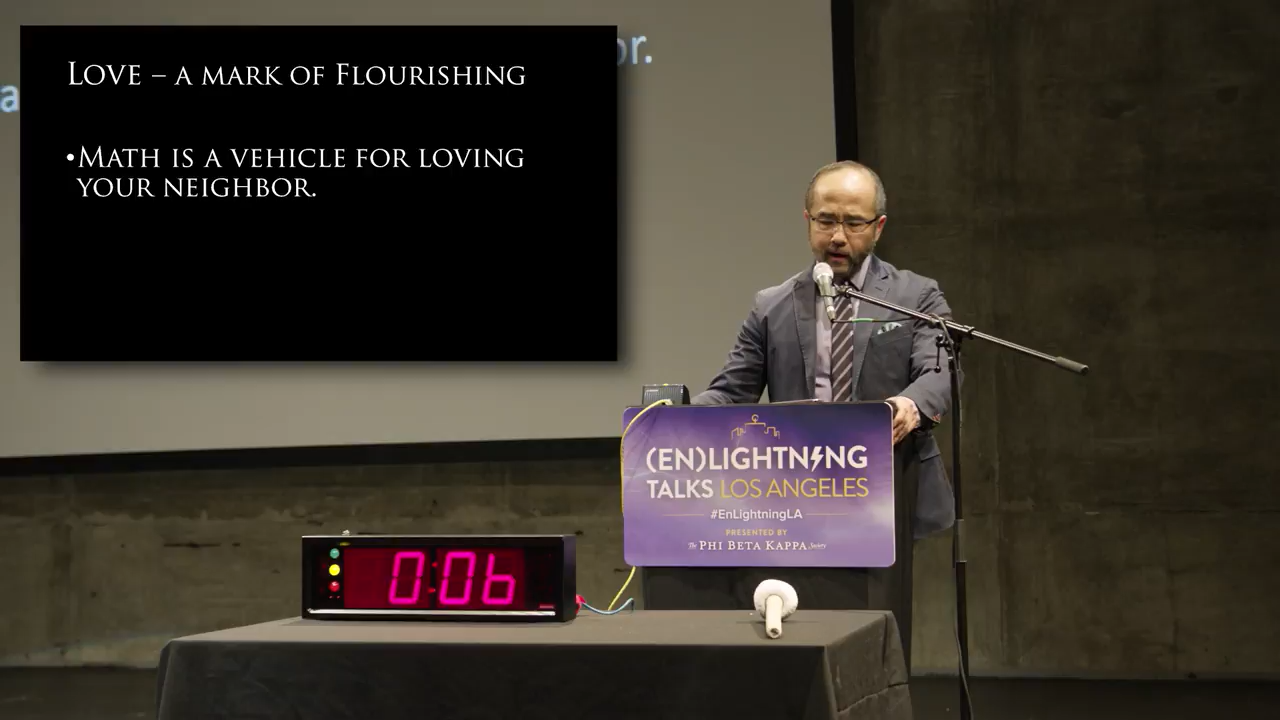 LOVE – A MARK OF FLOURISHING
•MATH IS A VEHICLE FOR LOVING
YOUR NEIGHBOR.
or.
a
(EN)LIGHTNING
TALKS LOS ANGELES
#EnLightningLA
PRESENTED BY
The PHI BETA KAPPA Society
0:06